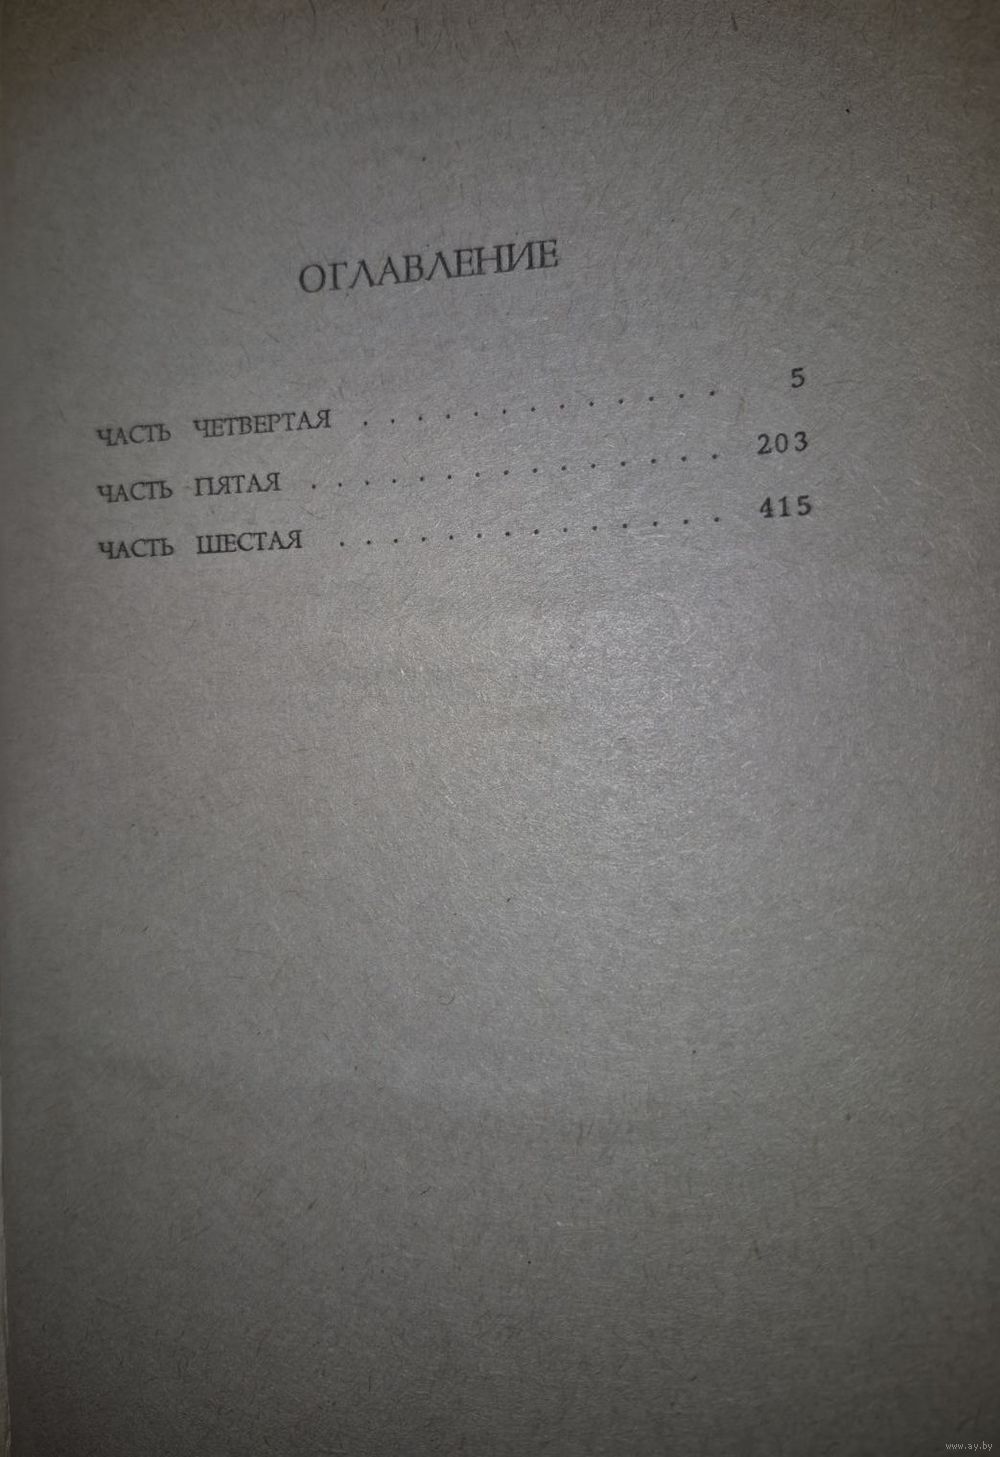 ОГЛАВЛЕНИЕ
ЧАСТЬ ЧЕТВЕРТАЯ . . . . . . . . . . . . . 5
ЧАСТЬ ПЯТАЯ . . . . . . . . . . . . . . . 203
ЧАСТЬ ШЕСТАЯ . . . . . . . . . . . . . . 415
www.ay.by